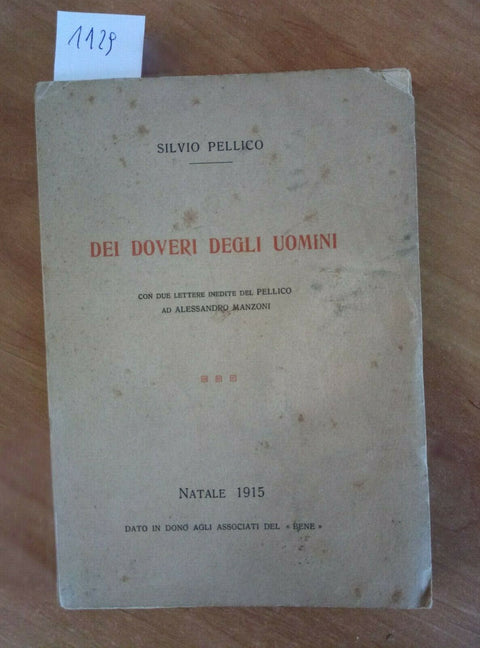 1129
SILVIO PELLICO
DEI DOVERI DEGLI UOMINI
CON DUE LETTERE INEDITE DEL PELLICO
AD ALESSANDRO MANZONI
NATALE 1915
DATO IN DONO AGLI ASSOCIATI DEL « BENE »